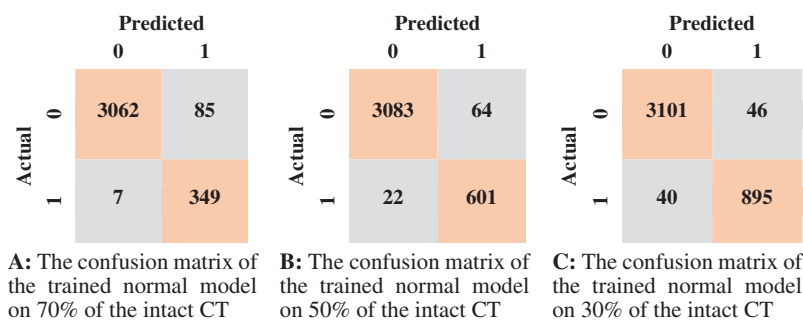 Predicted
0 1
Actual
0
3062 85
1
7 349
A: The confusion matrix of
the trained normal model
on 70% of the intact CT
Predicted
0 1
Actual
0
3083 64
1
22 601
B: The confusion matrix of
the trained normal model
on 50% of the intact CT
Predicted
0 1
Actual
0
3101 46
1
40 895
C: The confusion matrix of
the trained normal model
on 30% of the intact CT